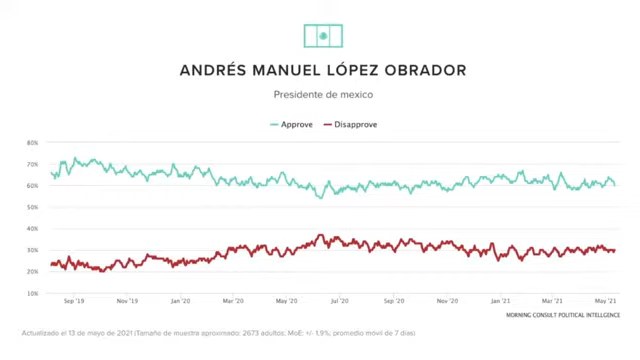 ANDRÉS MANUEL LÓPEZ OBRADOR
Presidente de mexico
Approve Disapprove
80%
70%
60%
50%
40%
30%
20%
10%
Sep '19 Nov '19 Jan '20 Mar '20 May '20 Jul '20 Sep '20 Nov '20 Jan '21 Mar '21 May '21
MORNING CONSULT POLITICAL INTELLGENCE
Actualizado el 13 de mayo de 2021 (Tamaño de muestra aproximado: 2673 adultos, MoE: +/- 1.9%; promedio móvil de 7 días)